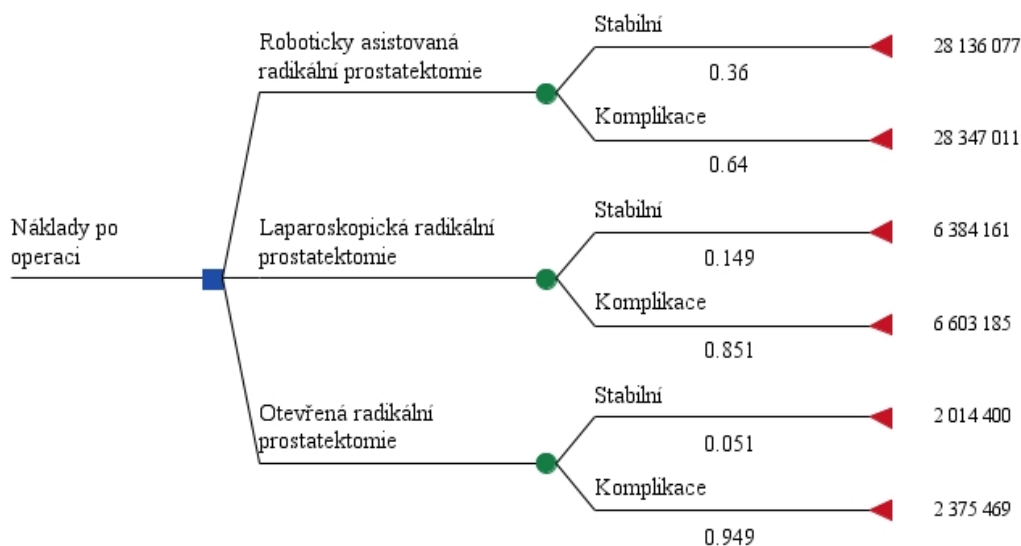 Náklady po
operaci
Roboticky asistovaná
radikální prostatektomie
Stabilní
0.36
28 136 077
Komplikace
0.64
28 347 011
Laparoskopická radikální
prostatektomie
Stabilní
0.149
6 384 161
Komplikace
0.851
6 603 185
Otevřená radikální
prostatektomie
Stabilní
0.051
2 014 400
Komplikace
0.949
2 375 469